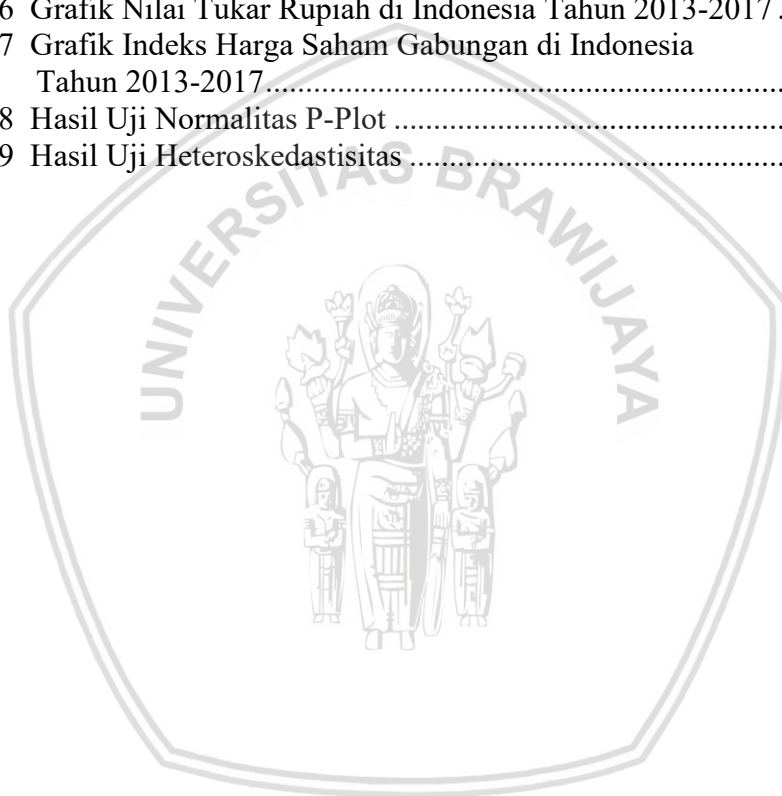 6 Grafik Nilai Tukar Rupiah di Indonesia Tahun 2013-2017 .
7 Grafik Indeks Harga Saham Gabungan di Indonesia
Tahun 2013-2017....................................................................................
8 Hasil Uji Normalitas P-Plot ................................................................
9 Hasil Uji Heteroskedastisitas .............................................................
UNIVERSITAS BRAWIJAYA